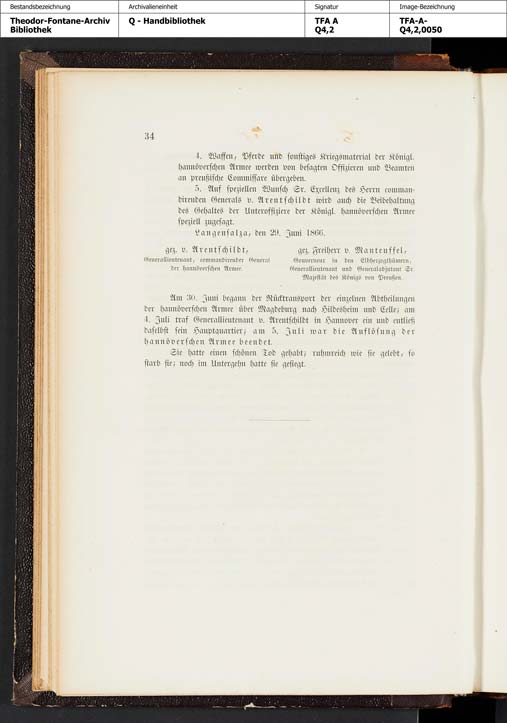 Bestandsbezeichnung
Archivalieneinheit
Signatur
Image-Bezeichnung
Theodor-Fontane-Archiv
Bibliothek
Q - Handbibliothek
TFA A
Q4,2
TFA-A-
Q4,2,0050
34
4. Waffen, Pferde und sonstiges Kriegsmaterial der Königl.
hannöverschen Armee werden von besagten Offizieren und Beamten
an preußische Commissare übergeben.
5. Auf speziellen Wunsch Sr. Exzellenz des Herrn comman-
direnden Generals v. Arentschildt wird auch die Beibehaltung
des Gehaltes der Unteroffiziere der Königl. hannöverschen Armee
speziell zugesagt.
Langensalza, den 29. Juni 1866.
gez. v. Arentschildt,
Generallieutenant, commandirender General
der hannöverschen Armee.
gez. Freiherr v. Manteuffel,
Gouverneur in den Elbherzogthümern,
Generallieutenant und Generaladjutant Sr.
Majestät des Königs von Preußen.
Am 30. Juni begann der Rücktransport der einzelnen Abtheilungen
der hannöverschen Armee über Magdeburg nach Hildesheim und Celle; am
4. Juli traf Generallieutenant v. Arentschildt in Hannover ein und entließ
daselbst sein Hauptquartier; am 5. Juli war die Auflösung der
hannöverschen Armee beendet.
Sie hatte einen schönen Tod gehabt; ruhmreich wie sie gelebt, so
starb sie; noch im Untergehn hatte sie gesiegt.